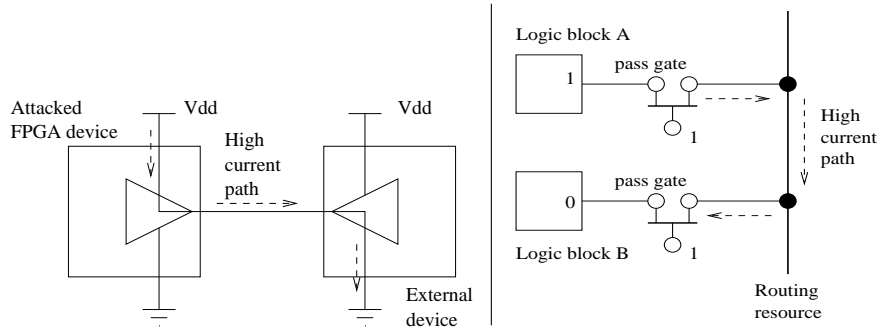 Attacked
FPGA device
Vdd
High
current
path
Vdd
External
device
Logic block A
1
pass gate
1
High
current
path
0
pass gate
1
Logic block B
Routing
resource